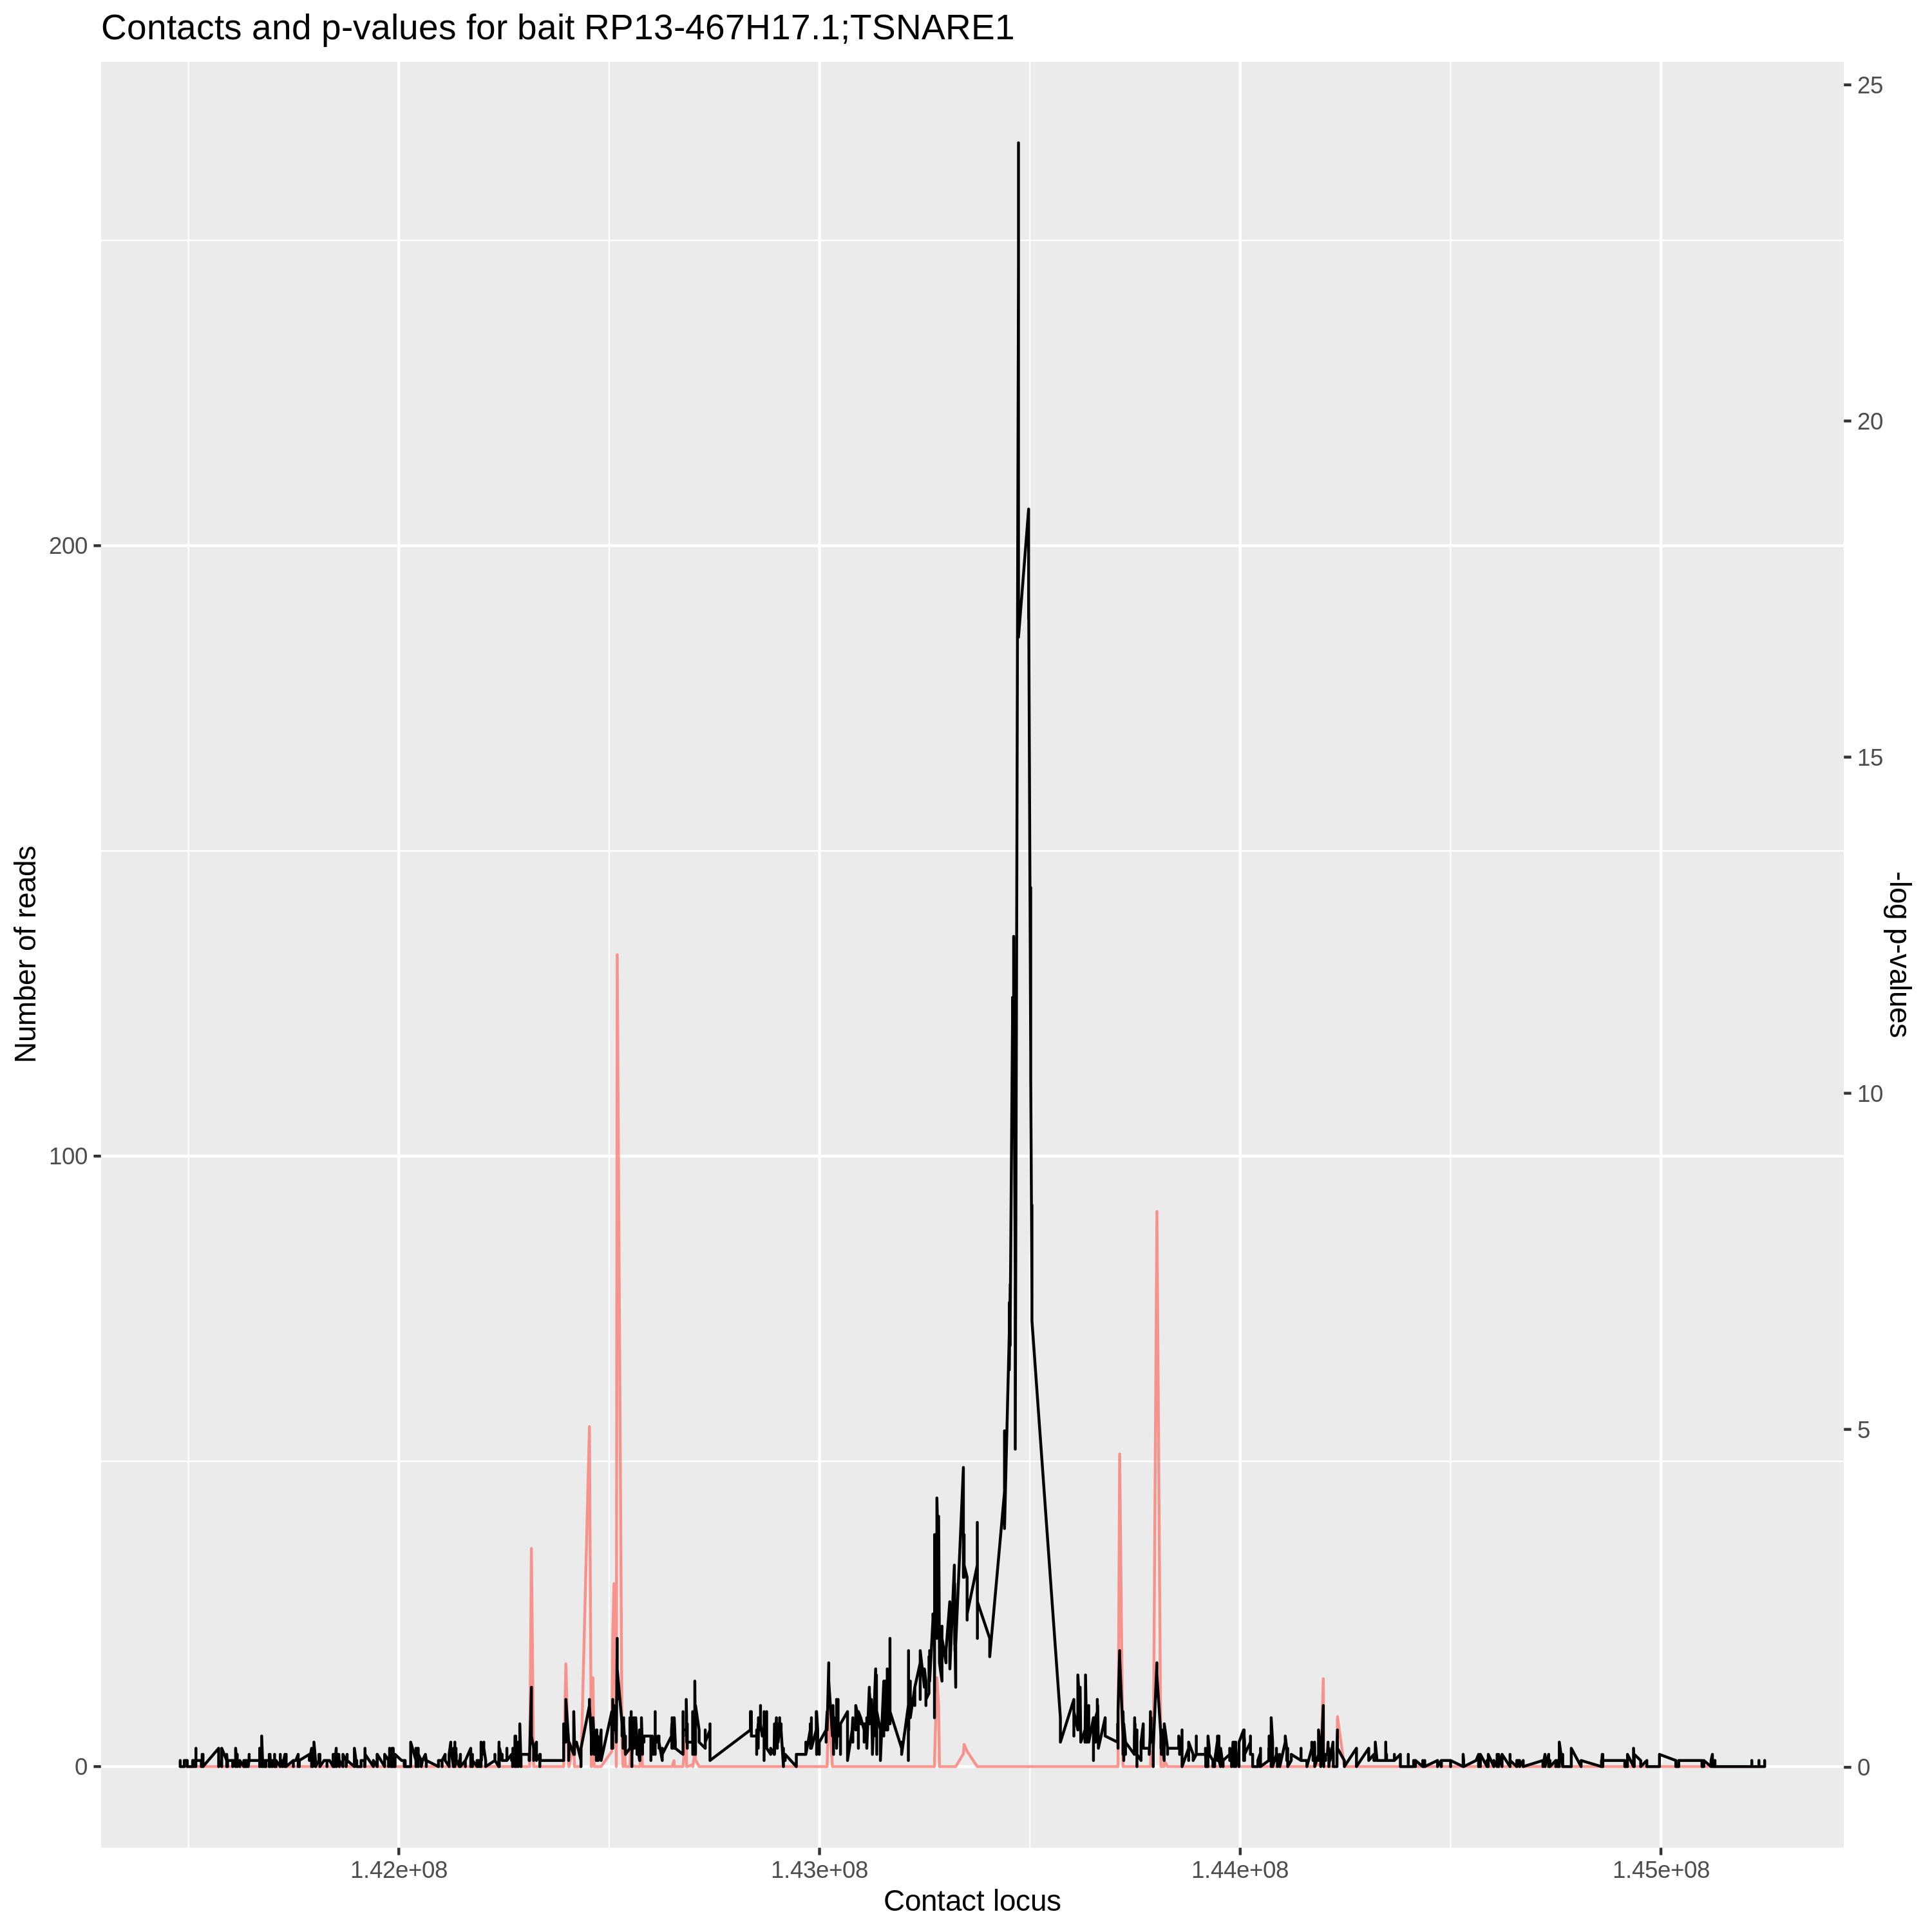 Contacts and p-values for bait RP13-467H17.1;TSNARE1
Number of reads
200
100
0
25
20
15
10
5
0
-log p-values
1.42e+08
1.43e+08
1.44e+08
1.45e+08
Contact locus